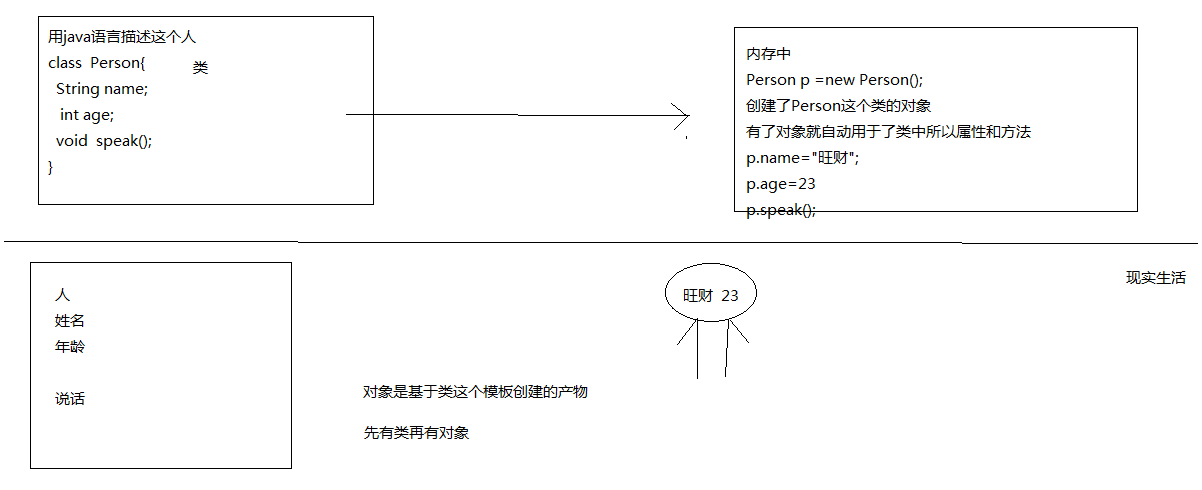 用java语言描述这个人
class  Person{
类
String name;
int age;
void  speak();
}
内存中
Person p =new Person();
创建了Person这个类的对象
有了对象就自动用于了类中所以属性和方法
p.name="旺财";
p.age=23
p.speak();
现实生活
人
姓名
年龄
说话
旺财  23
对象是基于类这个模板创建的产物
先有类再有对象